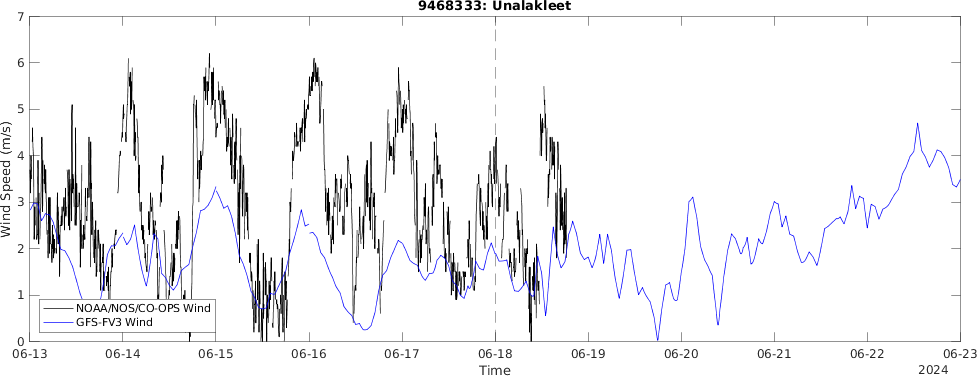 9468333: Unalakleet
7
6
5
4
3
2
1
0
Wind Speed (m/s)
NOAA/NOS/CO-OPS Wind
GFS-FV3 Wind
06-13 06-14 06-15 06-16 06-17 06-18 06-19 06-20 06-21 06-22 06-23
Time
2024